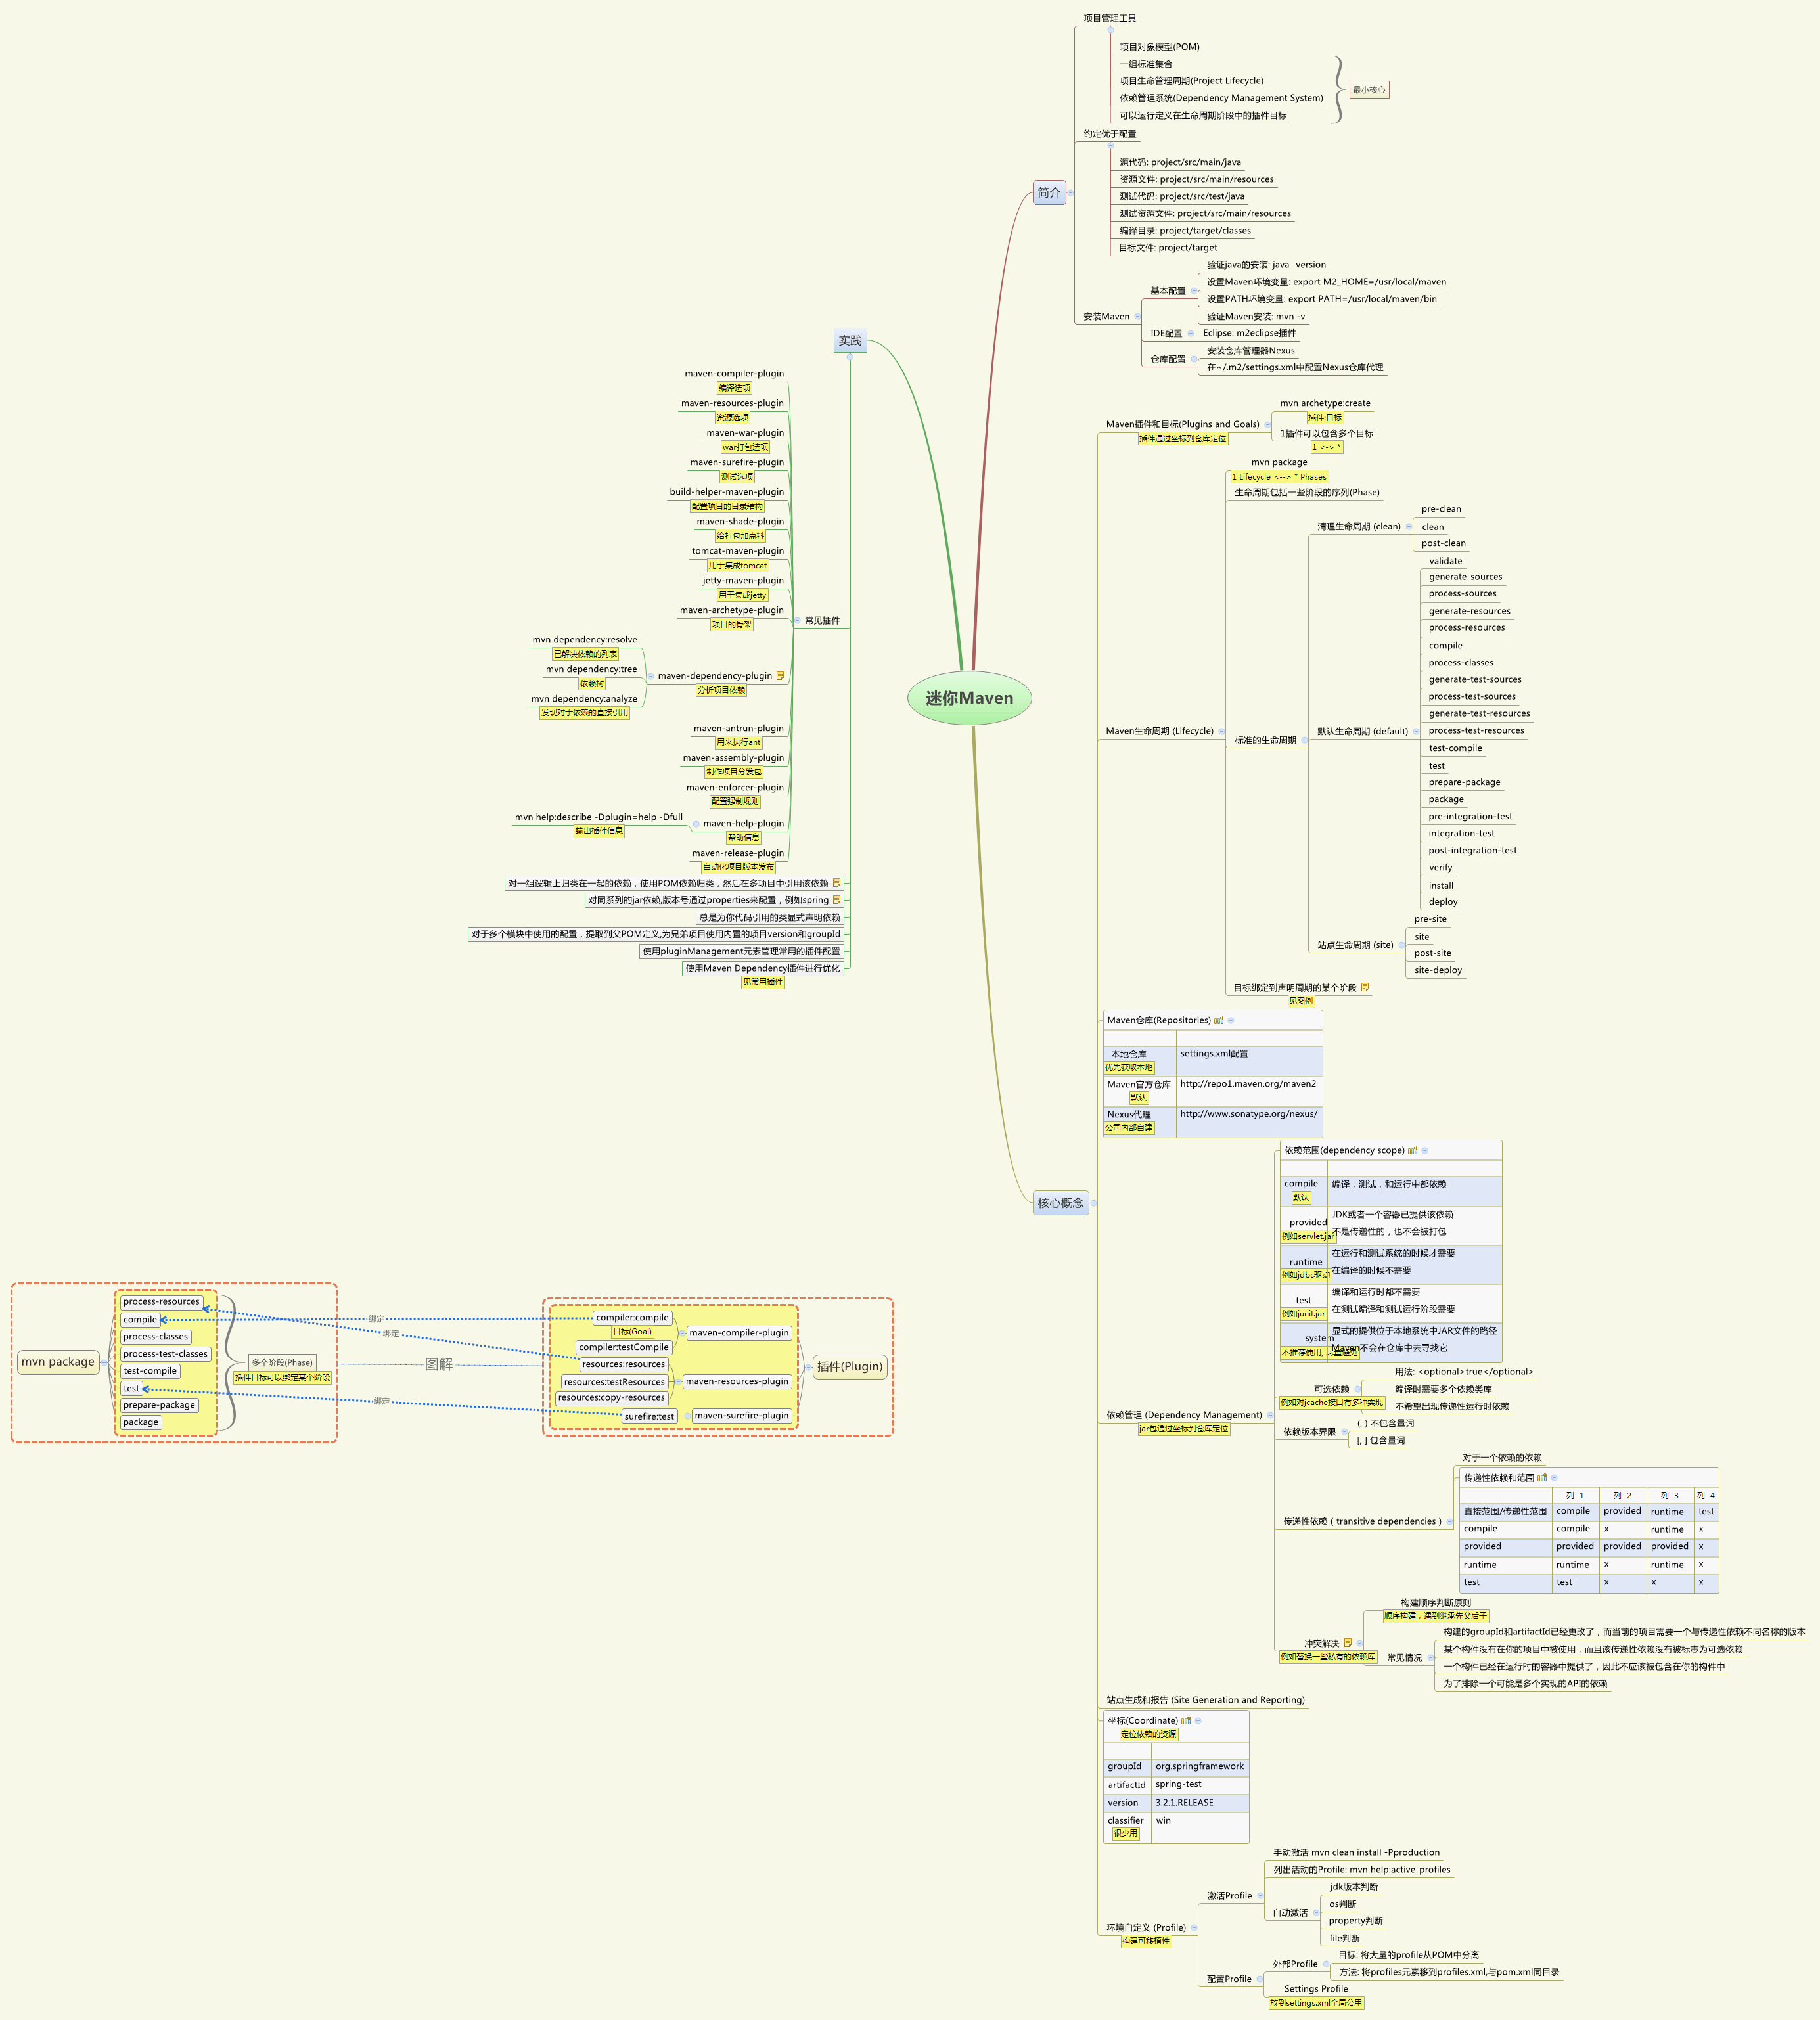 迷你Maven
简介
项目管理工具
项目对象模型(POM)
一组标准集合
项目生命管理周期(Project Lifecycle)
依赖管理系统(Dependency Management System)
可以运行定义在生命周期阶段中的插件目标
最小核心
约定优于配置
源代码: project/src/main/java
资源文件: project/src/main/resources
测试代码: project/src/test/java
测试资源文件: project/src/main/resources
编译目录: project/target/classes
目标文件: project/target
安装Maven
基本配置
验证java的安装: java -version
设置Maven环境变量: export M2_HOME=/usr/local/maven
设置PATH环境变量: export PATH=/usr/local/maven/bin
验证Maven安装: mvn -v
IDE配置
Eclipse: m2eclipse插件
仓库配置
安装仓库管理器Nexus
在~/.m2/settings.xml中配置Nexus仓库代理
核心概念
Maven插件和目标(Plugins and Goals)
插件通过坐标到仓库定位
mvn archetype:create
插件:目标
1插件可以包含多个目标
1 <-> *
Maven生命周期 (Lifecycle)
mvn package
1 Lifecycle <--> * Phases
生命周期包括一些阶段的序列(Phase)
标准的生命周期
清理生命周期 (clean)
pre-clean
clean
post-clean
默认生命周期 (default)
validate
generate-sources
process-sources
generate-resources
process-resources
compile
process-classes
generate-test-sources
process-test-sources
generate-test-resources
process-test-resources
test-compile
test
prepare-package
package
pre-integration-test
integration-test
post-integration-test
verify
install
deploy
站点生命周期 (site)
pre-site
site
post-site
site-deploy
目标绑定到声明周期的某个阶段
见图例
Maven仓库(Repositories)
本地仓库 settings.xml配置
优先获取本地
Maven官方仓库 http://repo1.maven.org/maven2
默认
Nexus代理 http://www.sonatype.org/nexus/
公司内部自建
依赖管理 (Dependency Management)
jar包通过坐标到仓库定位
依赖范围(dependency scope)
compile 编译，测试，和运行中都依赖
默认
provided
例如servlet.jar
JDK或者一个容器已提供该依赖
不是传递性的，也不会被打包
runtime
例如jdbc驱动
在运行和测试系统的时候才需要
在编译的时候不需要
test
例如junit.jar
编译和运行时都不需要
在测试编译和测试运行阶段需要
system
不推荐使用, 尽量避免
显式的提供位于本地系统中JAR文件的路径
Maven不会在仓库中去寻找它
可选依赖
例如对jcache接口有多种实现
用法: <optional>true</optional>
编译时需要多个依赖类库
不希望出现传递性运行时依赖
依赖版本界限
(, ) 不包含量词
[, ] 包含量词
传递性依赖 ( transitive dependencies )
对于一个依赖的依赖
传递性依赖和范围
列 1 列 2 列 3 列 4
直接范围/传递性范围 compile provided runtime test
compile compile x runtime x
provided provided provided provided x
runtime runtime x runtime x
test test x x x
冲突解决
例如替换一些私有的依赖库
构建顺序判断原则
顺序构建，遇到继承先父后子
常见情况
构建的groupId和artifactId已经更改了，而当前的项目需要一个与传递性依赖不同名称的版本
某个构件没有在你的项目中被使用，而且该传递性依赖没有被标志为可选依赖
一个构件已经在运行时的容器中提供了，因此不应该被包含在你的构件中
为了排除一个可能是多个实现的API的依赖
站点生成和报告 (Site Generation and Reporting)
坐标(Coordinate)
定位依赖的资源
groupId org.springframework
artifactId spring-test
version 3.2.1.RELEASE
classifier win
很少用
环境自定义 (Profile)
构建可移植性
激活Profile
手动激活 mvn clean install -Pproduction
列出活动的Profile: mvn help:active-profiles
自动激活
jdk版本判断
os判断
property判断
file判断
配置Profile
外部Profile
目标: 将大量的profile从POM中分离
方法: 将profiles元素移到profiles.xml,与pom.xml同目录
Settings Profile
放到settings.xml全局公用
实践
常见插件
maven-compiler-plugin
编译选项
maven-resources-plugin
资源选项
maven-war-plugin
war打包选项
maven-surefire-plugin
测试选项
build-helper-maven-plugin
配置项目的目录结构
maven-shade-plugin
给打包加点料
tomcat-maven-plugin
用于集成tomcat
jetty-maven-plugin
用于集成jetty
maven-archetype-plugin
项目的骨架
maven-dependency-plugin
分析项目依赖
mvn dependency:resolve
已解决依赖的列表
mvn dependency:tree
依赖树
mvn dependency:analyze
发现对于依赖的直接引用
maven-antrun-plugin
用来执行ant
maven-assembly-plugin
制作项目分发包
maven-enforcer-plugin
配置强制规则
maven-help-plugin
帮助信息
mvn help:describe -Dplugin=help -Dfull
输出插件信息
maven-release-plugin
自动化项目版本发布
对一组逻辑上归类在一起的依赖，使用POM依赖归类，然后在多项目中引用该依赖
对同系列的jar依赖,版本号通过properties来配置，例如spring
总是为你代码引用的类显式声明依赖
对于多个模块中使用的配置，提取到父POM定义,为兄弟项目使用内置的项目version和groupId
使用pluginManagement元素管理常用的插件配置
使用Maven Dependency插件进行优化
见常用插件
mvn package
process-resources
compile
process-classes
process-test-classes
test-compile
test
prepare-package
package
多个阶段(Phase)
插件目标可以绑定某个阶段
图解
绑定
绑定
绑定
插件(Plugin)
compiler:compile
目标(Goal)
compiler:testCompile
maven-compiler-plugin
resources:resources
resources:testResources
resources:copy-resources
maven-resources-plugin
surefire:test
maven-surefire-plugin